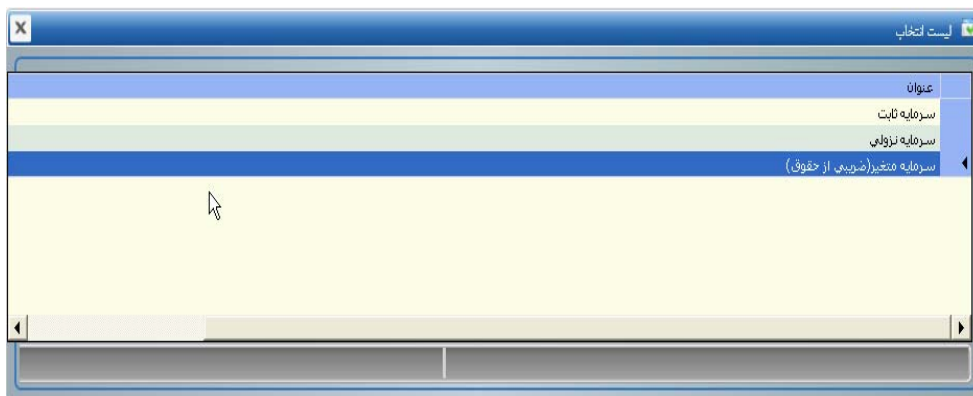 لیست انتخاب
عنوان
سرمایه ثابت
سرمایه نزولی
سرمایه متغیر(ضریبی از حقوق)